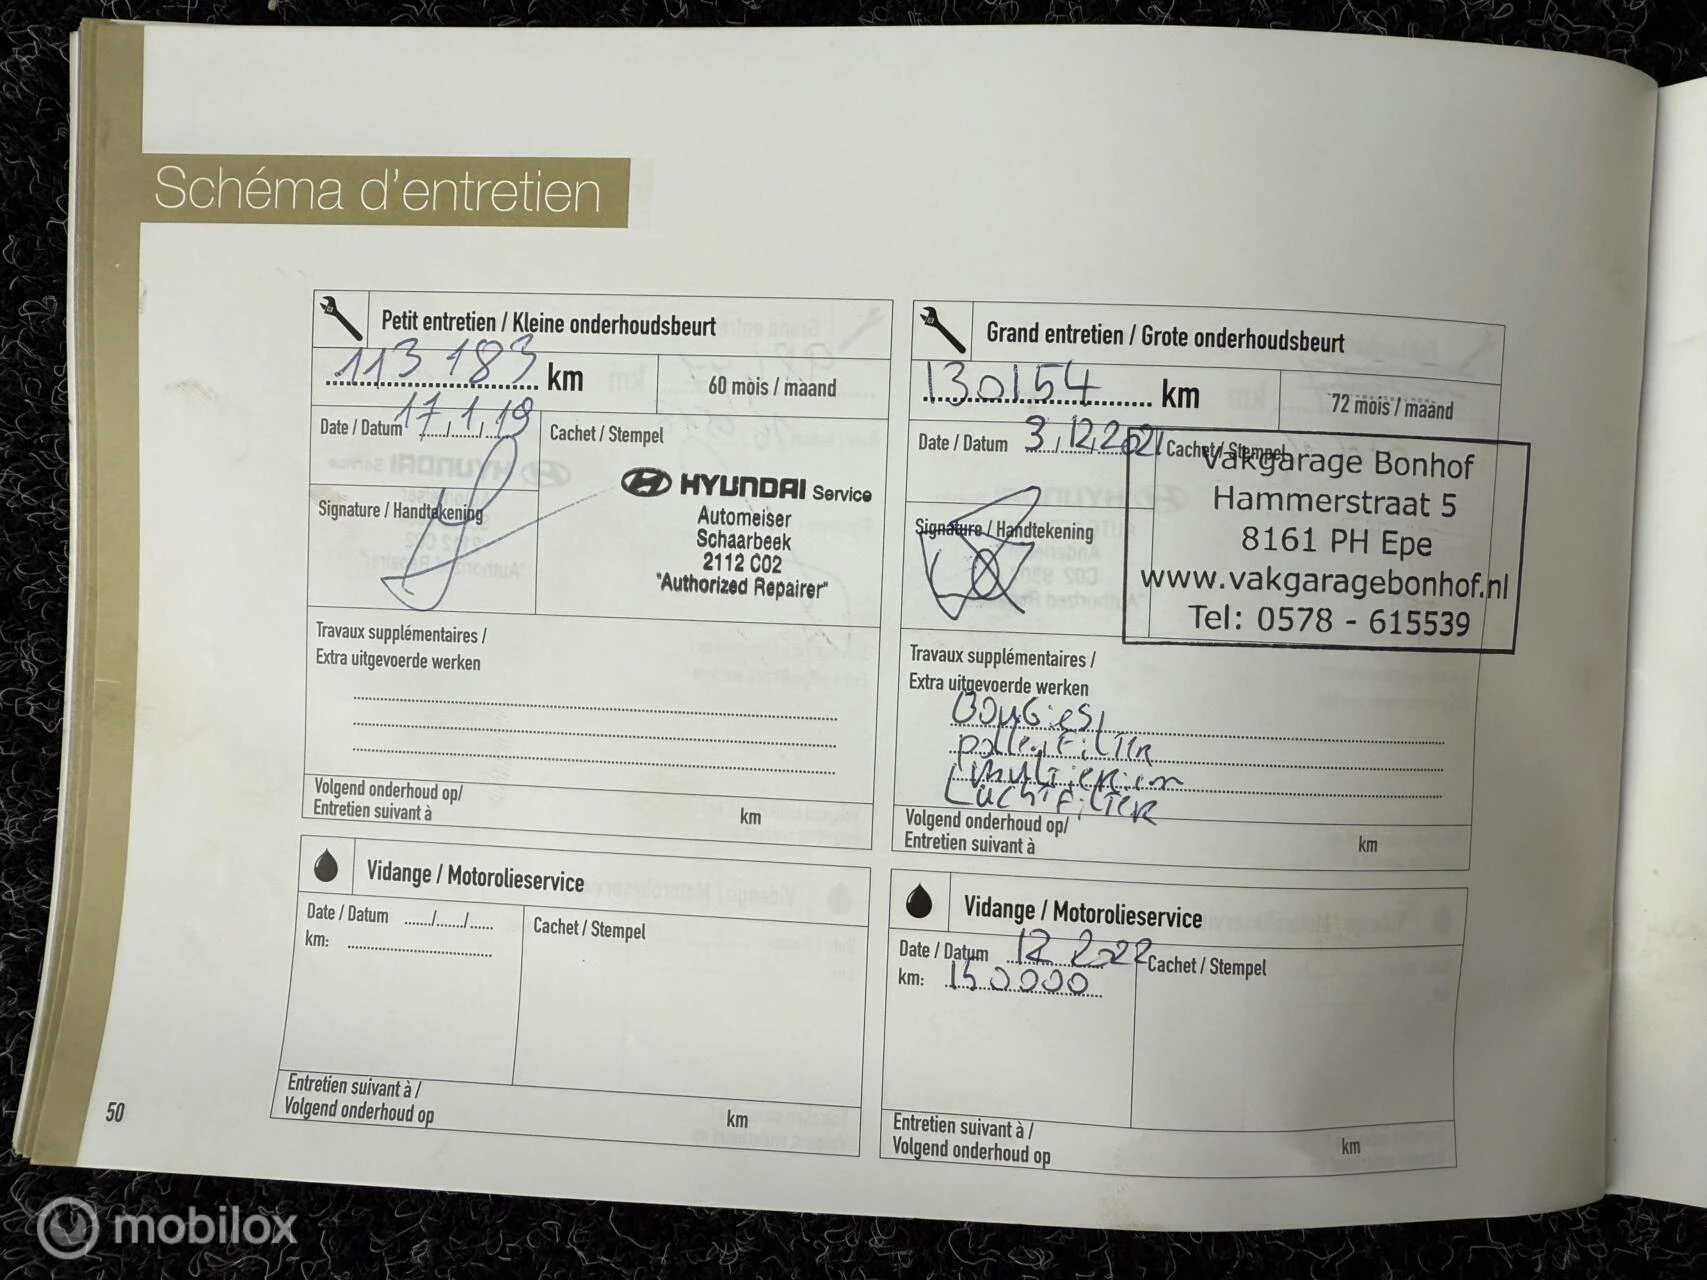 Schéma d'entretien
Petit entretien / Kleine onderhoudsbeurt
113 183 km
60 mois / maand
Date / Datum 17/1/19
Cachet / Stempel
HYUNDAI Service
Automeiser
Schaarbeek
2112 C02
"Authorized Repairer"
Signature / Handtekening
Travaux supplémentaires /
Extra uitgevoerde werken
Volgend onderhoud op/
Entretien suivant à
km
Grand entretien / Grote onderhoudsbeurt
130154 km
72 mois / maand
Date / Datum 3/12/2021
Cachet / Stempel
Vakgarage Bonhof
Hammerstraat 5
8161 PH Epe
www.vakgaragebonhof.nl
Tel: 0578 - 615539
Signature / Handtekening
Travaux supplémentaires /
Extra uitgevoerde werken
Bougies
pollenfilter
Luchtfilter
Volgend onderhoud op/
Entretien suivant à
km
Vidange / Motorolieservice
Date / Datum ....../....../......
km:
Cachet / Stempel
Entretien suivant à /
Volgend onderhoud op
km
Vidange / Motorolieservice
Date / Datum 12 2022
km: 150000
Cachet / Stempel
Entretien suivant à /
Volgend onderhoud op
km
50
mobilox